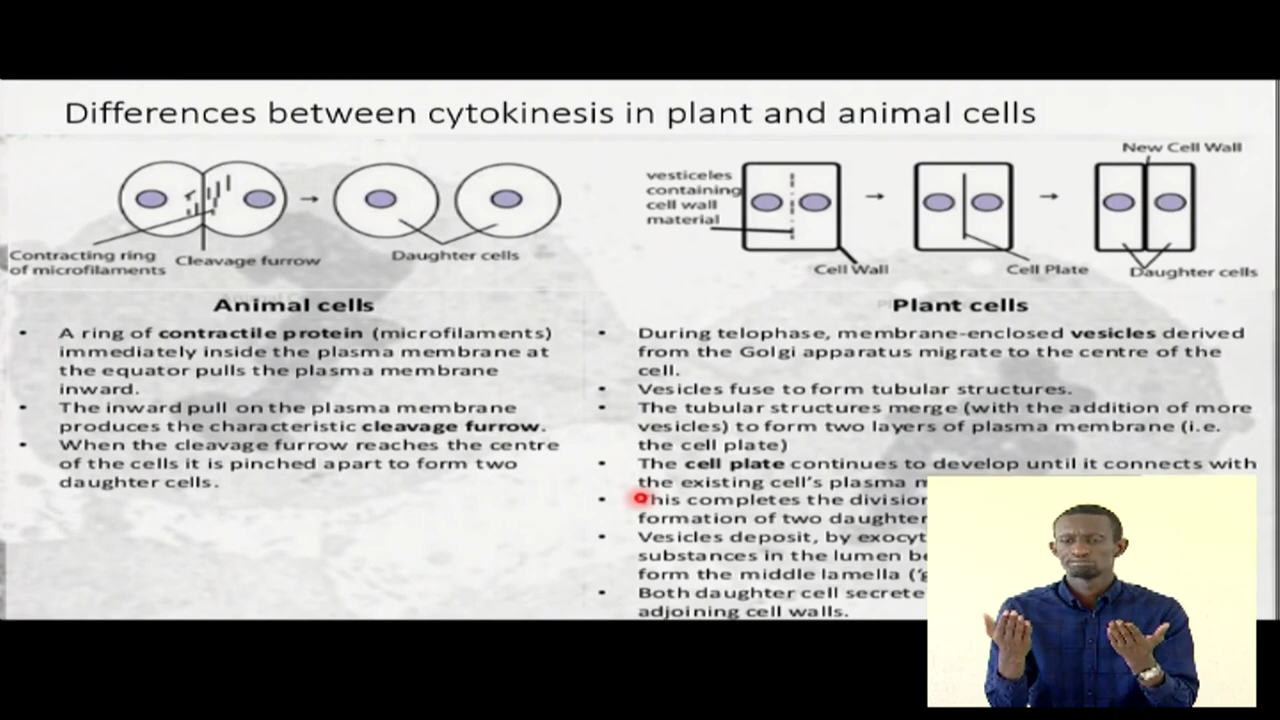 Differences between cytokinesis in plant and animal cells
New Cell Wall
vesticeles
containing
cell wall
material
Contracting ring
of microfilaments
Cleavage furrow
Daughter cells
Cell Wall
Cell Plate
Daughter cells
Animal cells
• A ring of contractile protein (microfilaments)
immediately inside the plasma membrane at
the equator pulls the plasma membrane
inward.
• The inward pull on the plasma membrane
produces the characteristic cleavage furrow.
• When the cleavage furrow reaches the centre
of the cells it is pinched apart to form two
daughter cells.
Plant cells
• During telophase, membrane-enclosed vesicles derived
from the Golgi apparatus migrate to the centre of the
cell.
• Vesicles fuse to form tubular structures.
• The tubular structures merge (with the addition of more
vesicles) to form two layers of plasma membrane (i.e.
the cell plate)
• The cell plate continues to develop until it connects with
the existing cell's plasma
• This completes the division
formation of two daughter
• Vesicles deposit, by
substances in the lumen
form the middle lamella
• Both daughter cell secrete
adjoining cell walls.